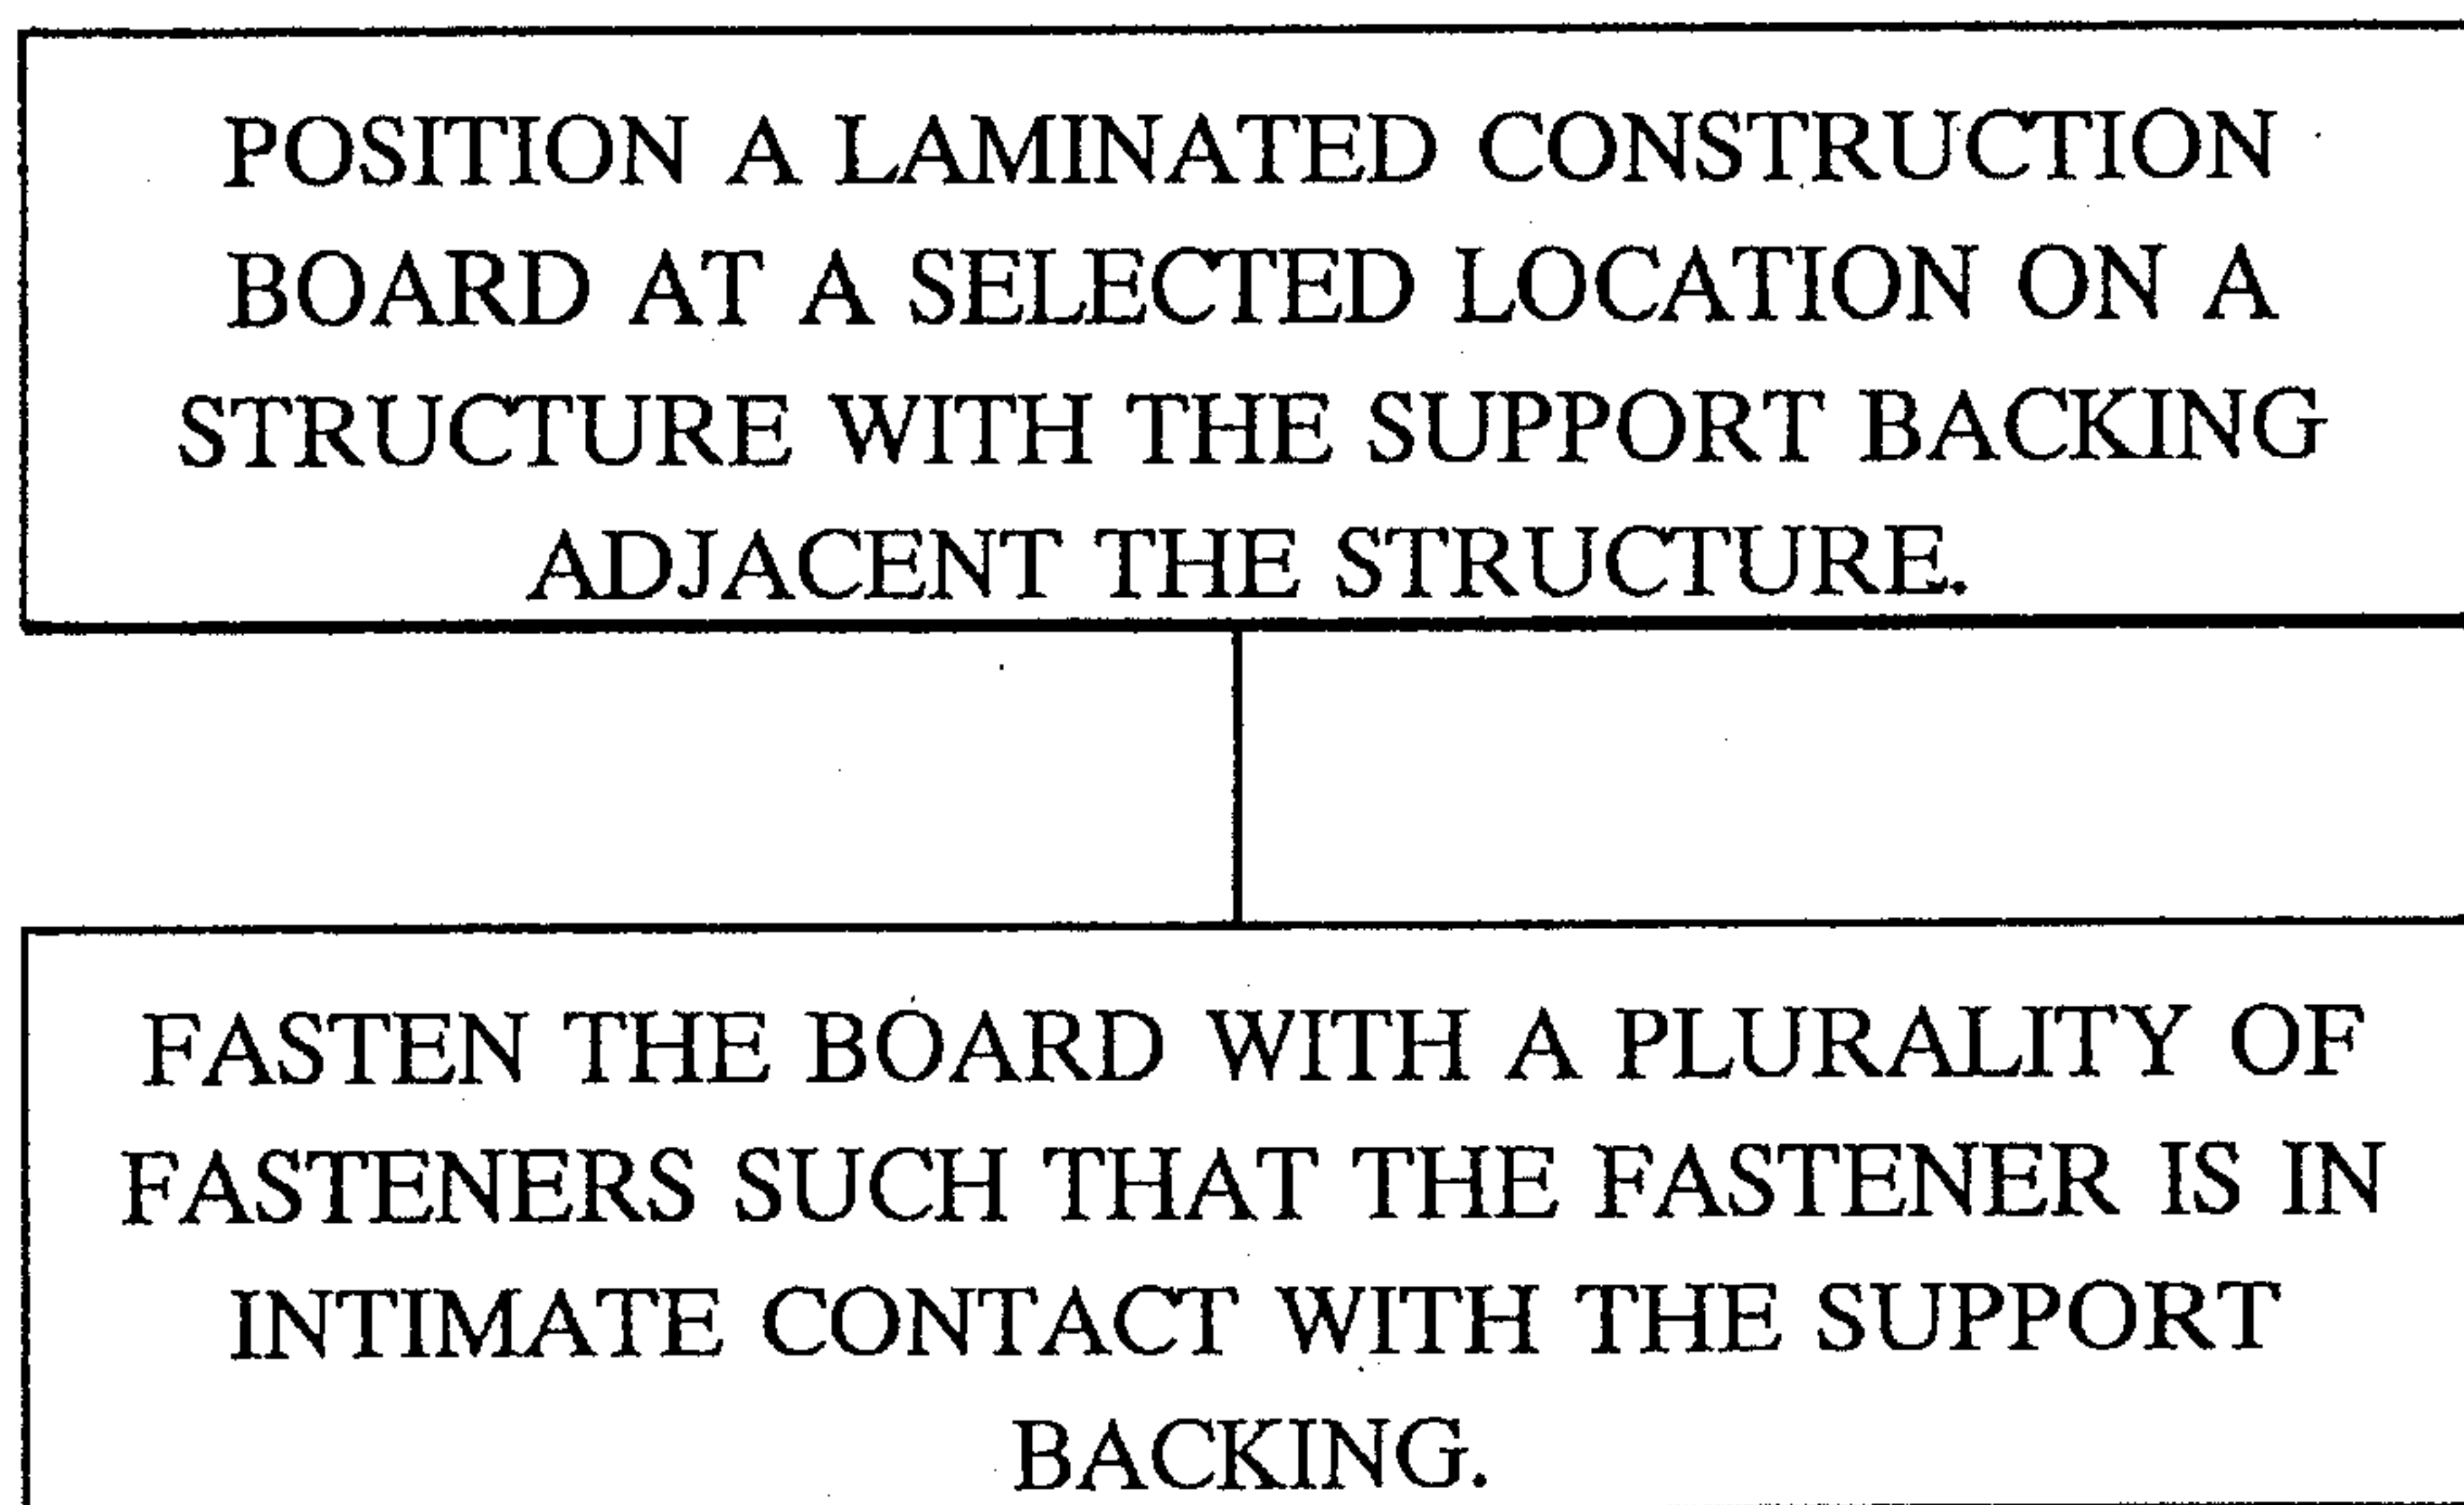 POSITION A LAMINATED CONSTRUCTION
BOARD AT A SELECTED LOCATION ON A
STRUCTURE WITH THE SUPPORT BACKING
ADJACENT THE STRUCTURE.
FASTEN THE BOARD WITH A PLURALITY OF
FASTENERS SUCH THAT THE FASTENER IS IN
INTIMATE CONTACT WITH THE SUPPORT
BACKING.